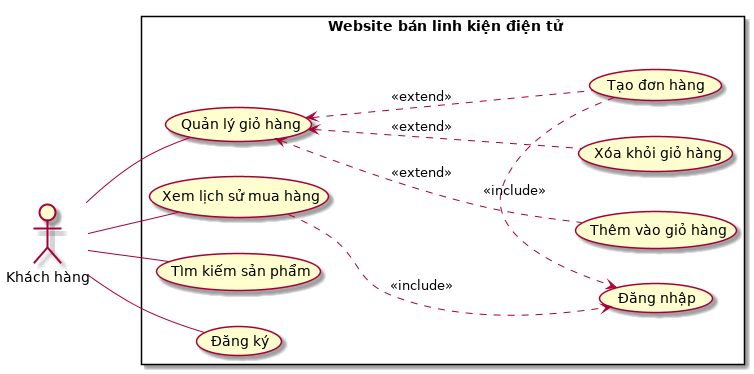 Website bán linh kiện điện tử
Tạo đơn hàng
«extend»
Quản lý giỏ hàng
«extend»
Xóa khỏi giỏ hàng
«extend»
Xem lịch sử mua hàng
«include»
Thêm vào giỏ hàng
Khách hàng
Tìm kiếm sản phẩm
«include»
Đăng nhập
Đăng ký